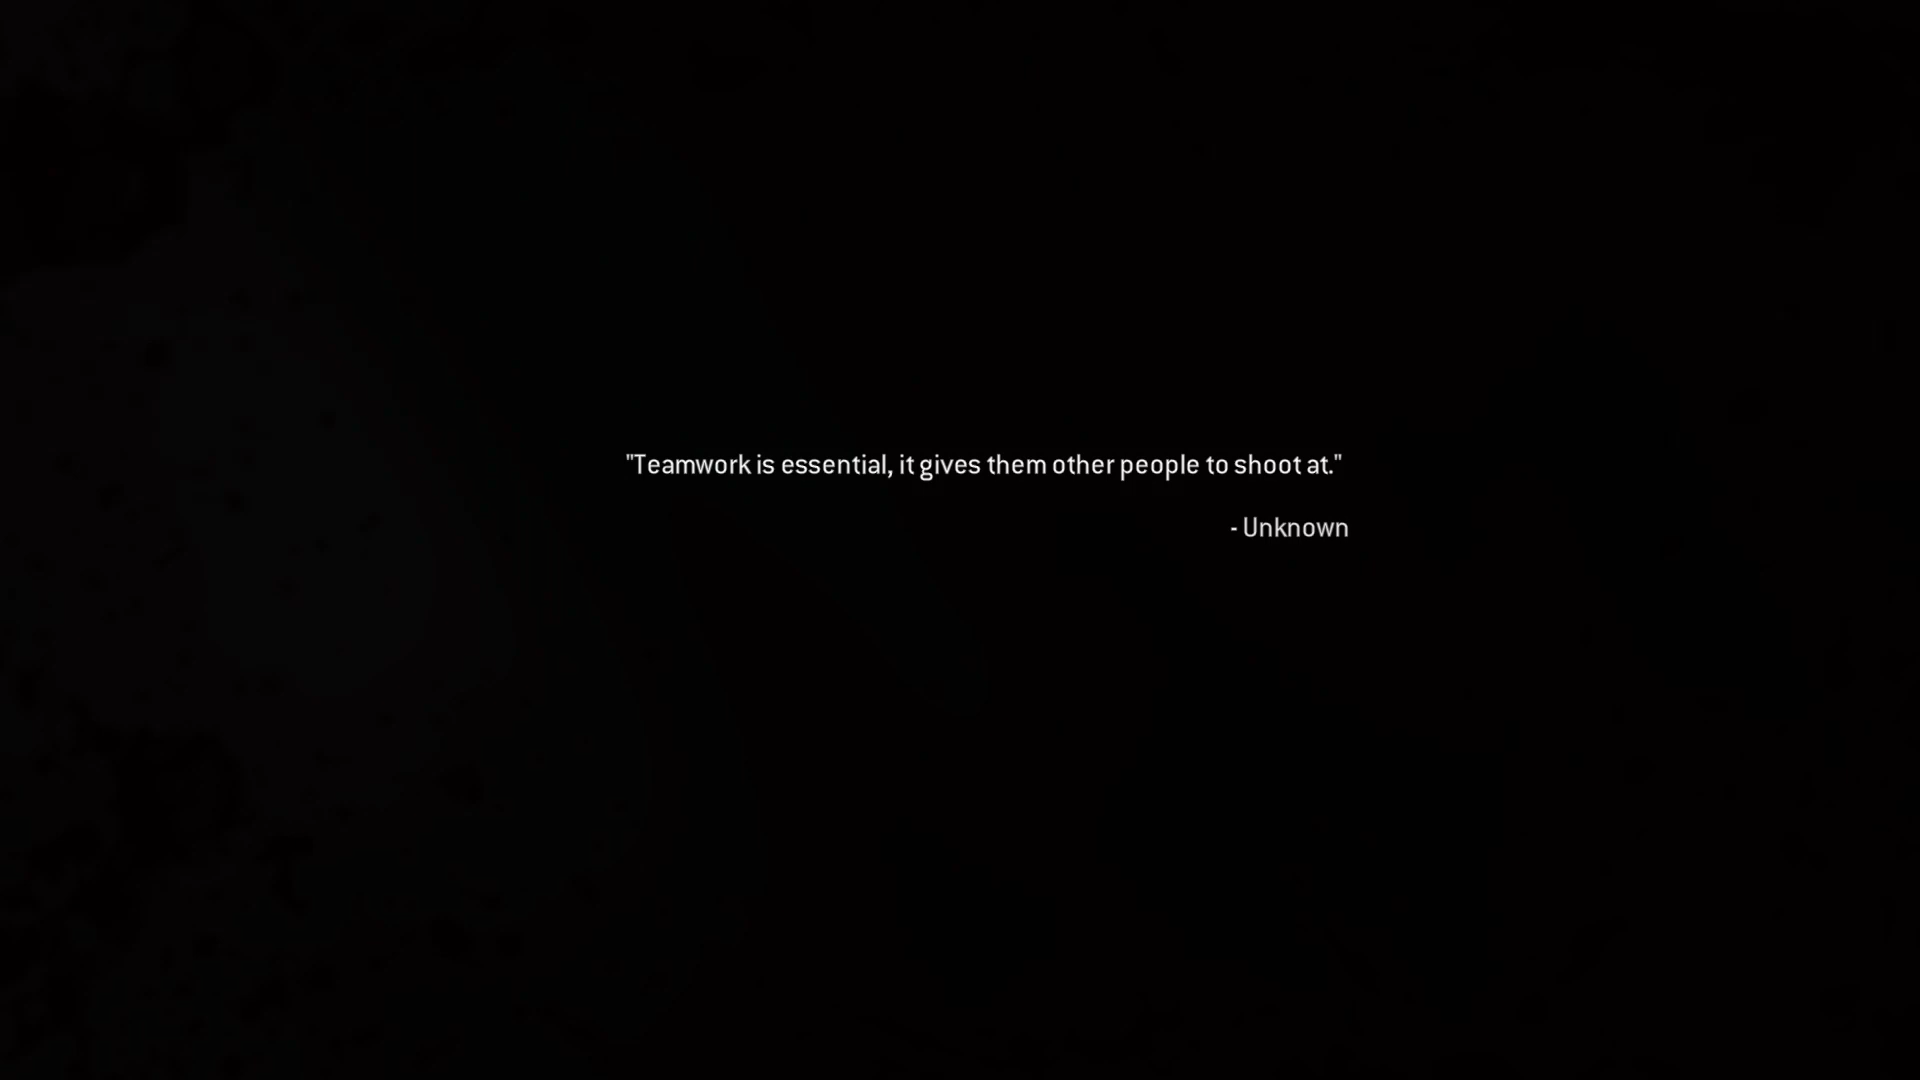 "Teamwork is essential, it gives them other people to shoot at."
- Unknown